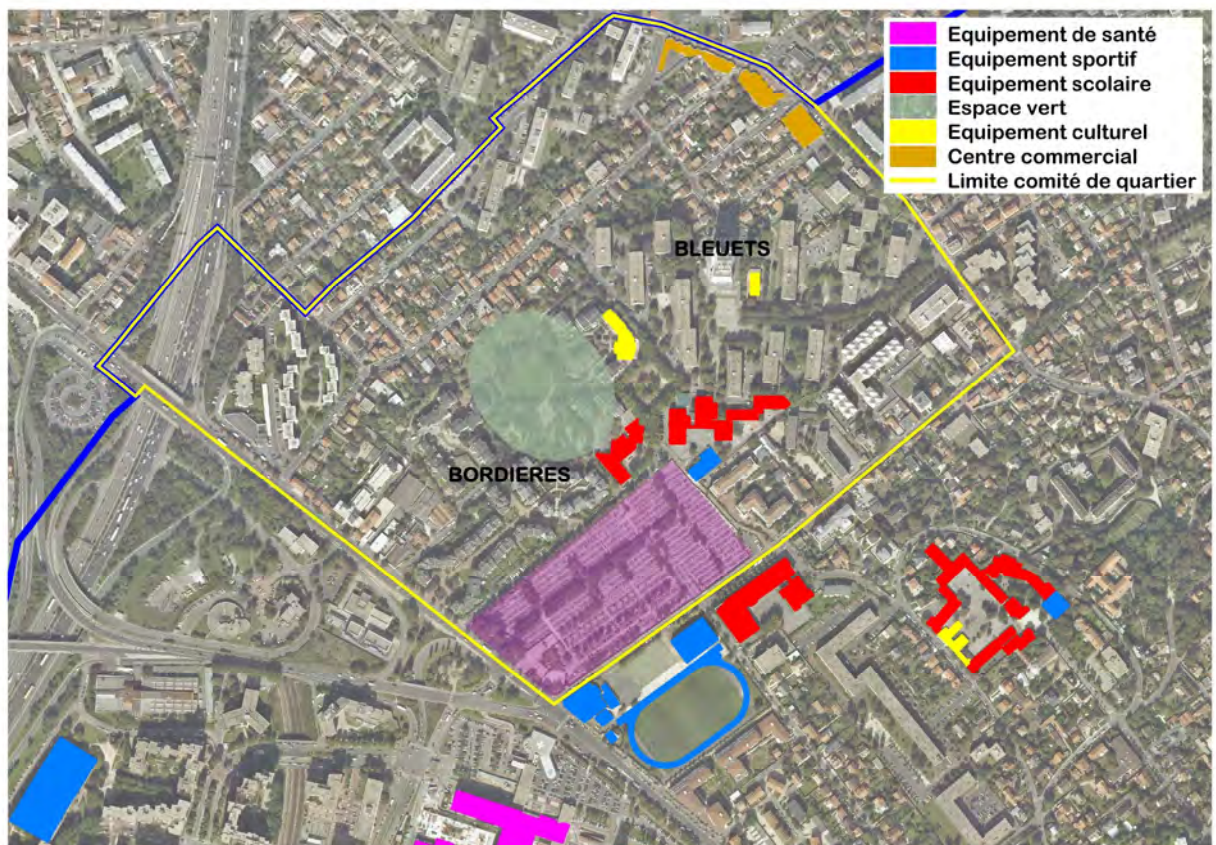 Equipement de santé
Equipement sportif
Equipement scolaire
Espace vert
Equipement culturel
Centre commercial
Limite comité de quartier
BLEUETS
BORDIERES